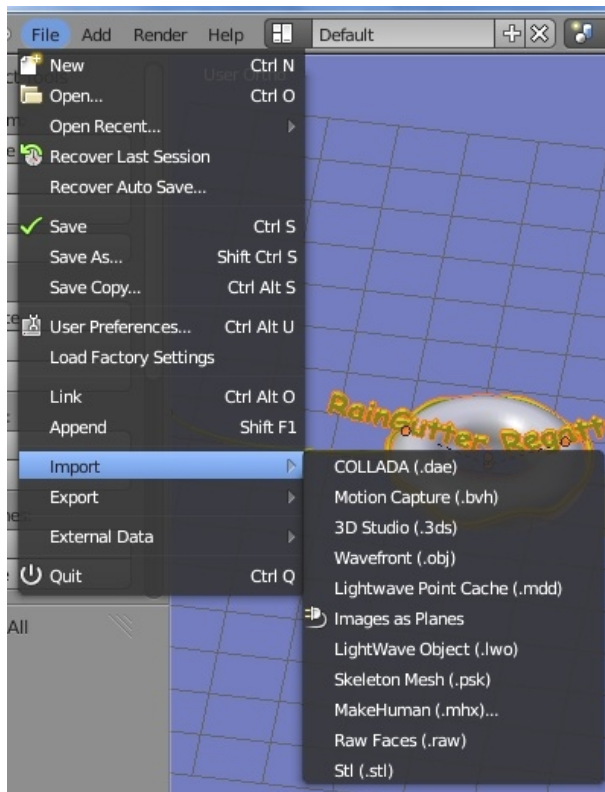 File Add Render Help Default
User Ortho
New Ctrl N
Open... Ctrl O
Open Recent...
Recover Last Session
Recover Auto Save...
Save Ctrl S
Save As... Shift Ctrl S
Save Copy... Ctrl Alt S
User Preferences... Ctrl Alt U
Load Factory Settings
Link Ctrl Alt O
Append Shift F1
Import
Export
External Data
Quit Ctrl Q
All
RainGutter Regatt
COLLADA (.dae)
Motion Capture (.bvh)
3D Studio (.3ds)
Wavefront (.obj)
Lightwave Point Cache (.mdd)
Images as Planes
LightWave Object (.lwo)
Skeleton Mesh (.psk)
MakeHuman (.mhx)...
Raw Faces (.raw)
Stl (.stl)